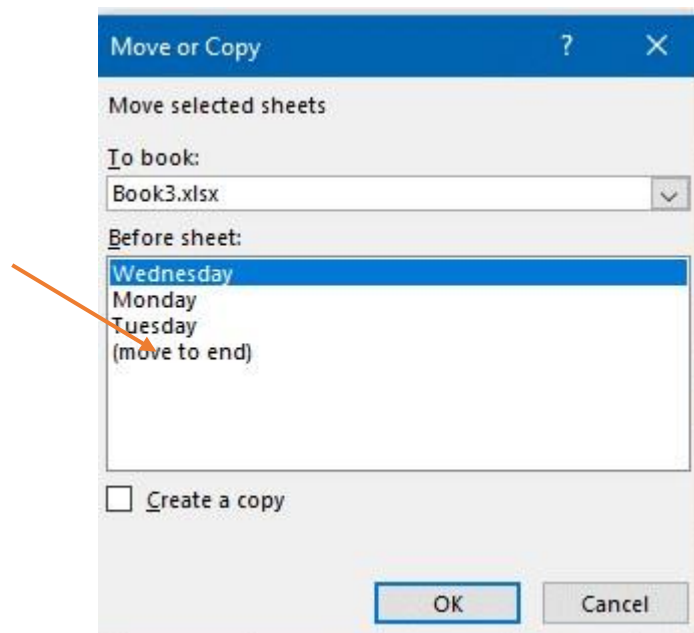 Move or Copy ?
Move selected sheets
To book:
Book3.xlsx
Before sheet:
Wednesday
Monday
Tuesday
(move to end)
Create a copy
OK Cancel